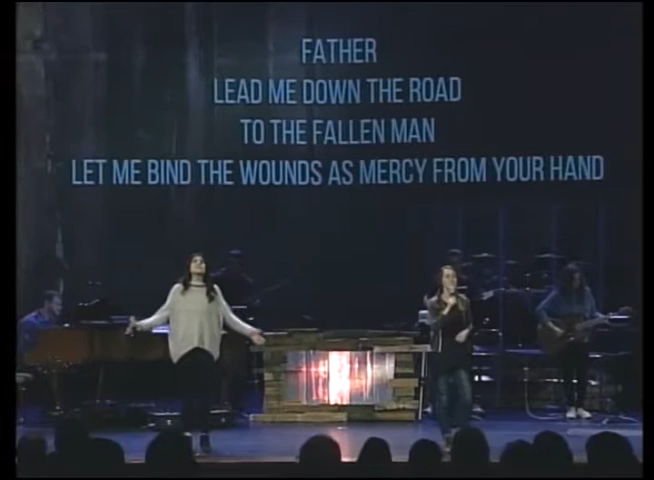 FATHER
LEAD ME DOWN THE ROAD
TO THE FALLEN MAN
LET ME BIND THE WOUNDS AS MERCY FROM YOUR HAND